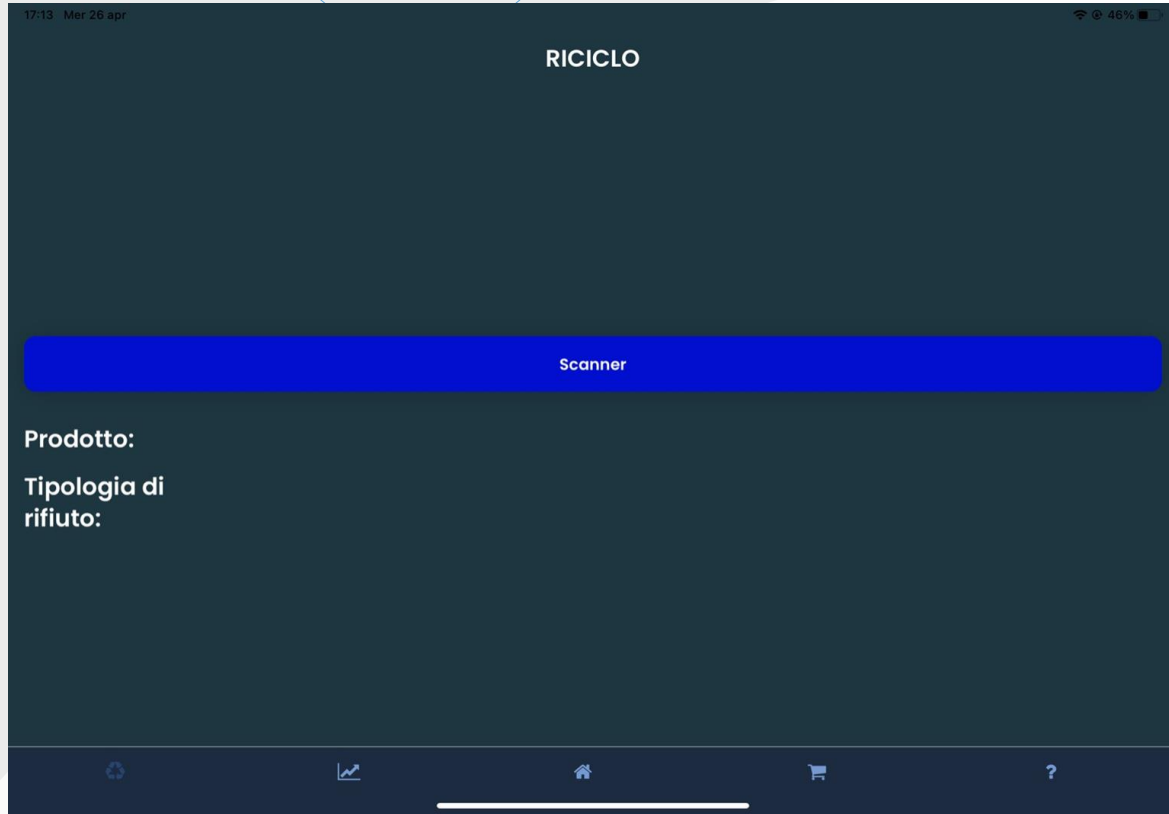 17:13 Mer 26 apr
46%
RICICLO
Scanner
Prodotto:
Tipologia di
rifiuto:
?